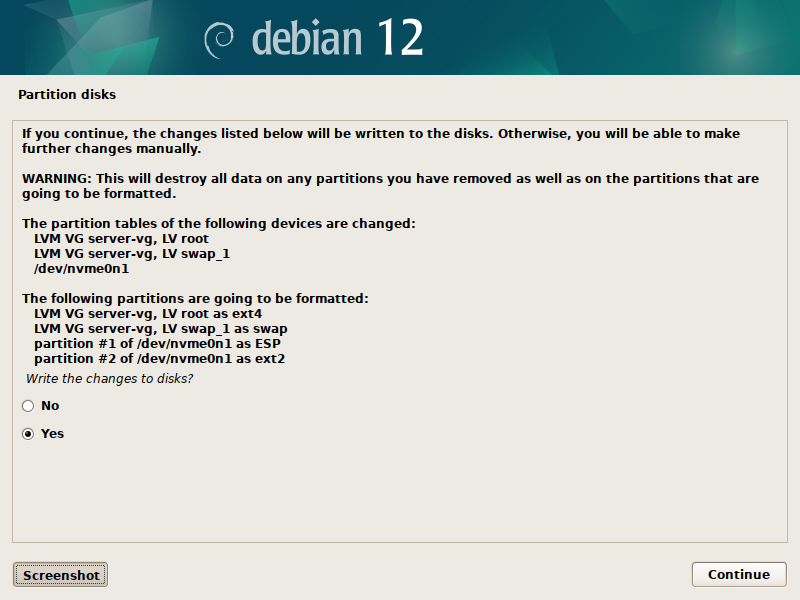 debian 12
Partition disks
If you continue, the changes listed below will be written to the disks. Otherwise, you will be able to make
further changes manually.
WARNING: This will destroy all data on any partitions you have removed as well as on the partitions that are
going to be formatted.
The partition tables of the following devices are changed:
LVM VG server-vg, LV root
LVM VG server-vg, LV swap_1
/dev/nvme0n1
The following partitions are going to be formatted:
LVM VG server-vg, LV root as ext4
LVM VG server-vg, LV swap_1 as swap
partition #1 of /dev/nvme0n1 as ESP
partition #2 of /dev/nvme0n1 as ext2
Write the changes to disks?
No
Yes
Screenshot
Continue